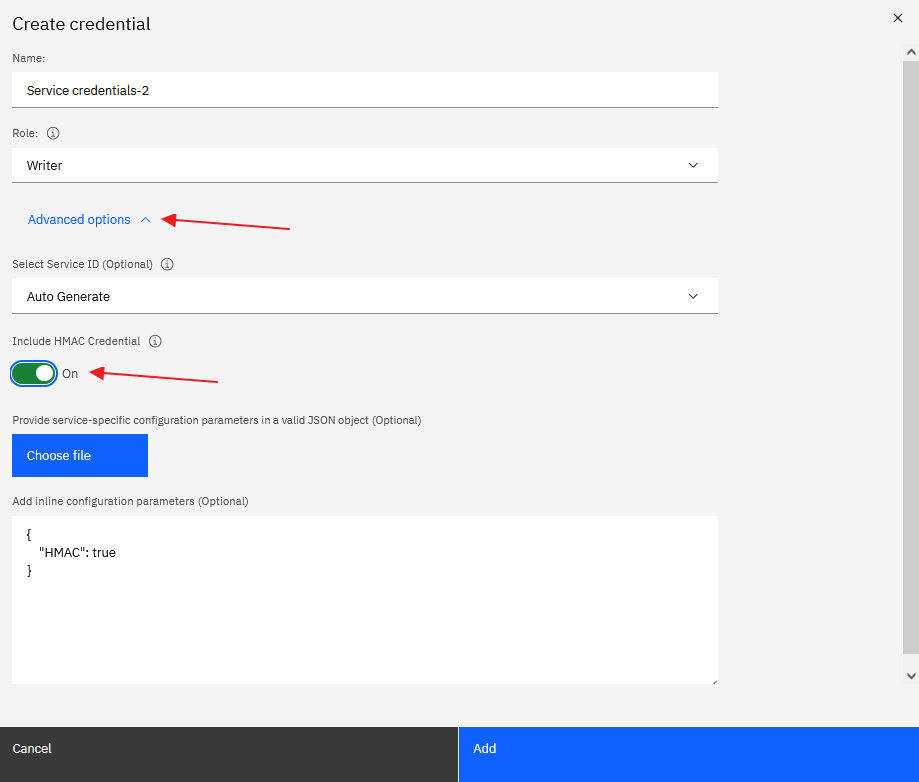 Create credential
Name:
Service credentials-2
Role:
Writer
Advanced options
Select Service ID (Optional)
Auto Generate
Include HMAC Credential
On
Provide service-specific configuration parameters in a valid JSON object (Optional)
Choose file
Add inline configuration parameters (Optional)
{
"HMAC": true
}
Cancel
Add